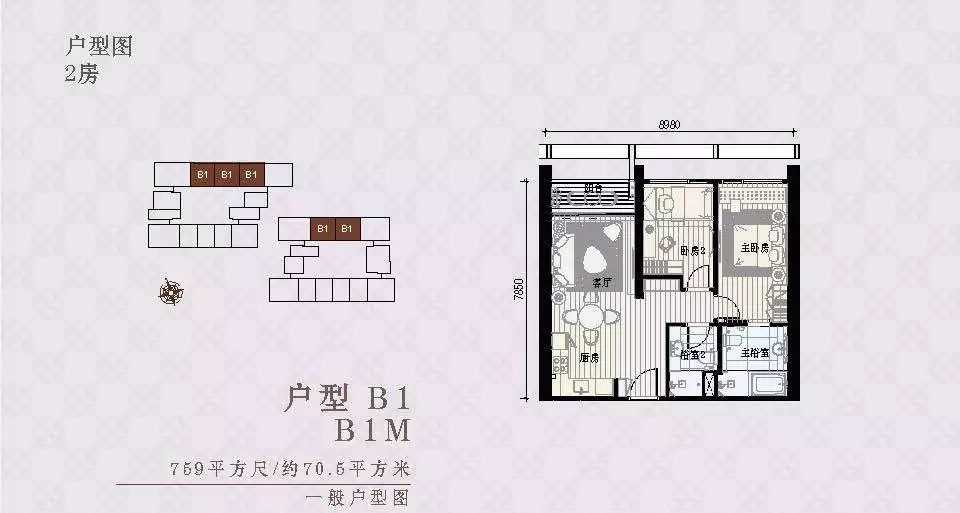 户型图
2房
B1 B1 B1
B1 B1
8980
7850
阳台
卧房2
主卧房
客厅
厨房
浴室2
主浴室
户型 B1
B1M
759平方尺/约70.5平方米
一般户型图